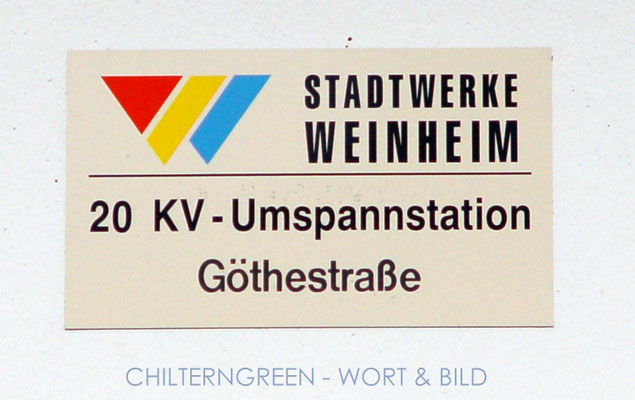 STADTWERKE
WEINHEIM
20 KV-Umspannstation
Göthestraße
CHILTERNGREEN - WORT & BILD